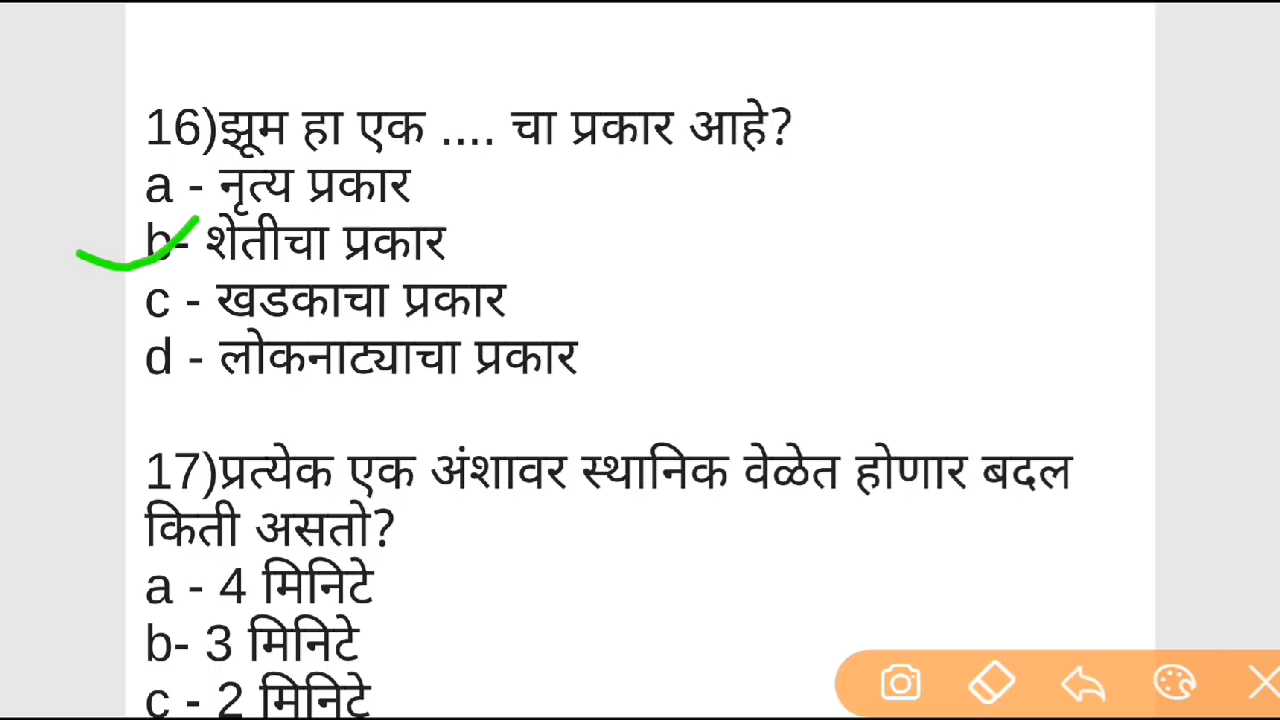 16)झूम हा एक .... चा प्रकार आहे?
a - नृत्य प्रकार
b- शेतीचा प्रकार
c - खडकाचा प्रकार
d - लोकनाट्याचा प्रकार
17)प्रत्येक एक अंशावर स्थानिक वेळेत होणार बदल
किती असतो?
a - 4 मिनिटे
b- 3 मिनिटे
c - 2 मिनिटे